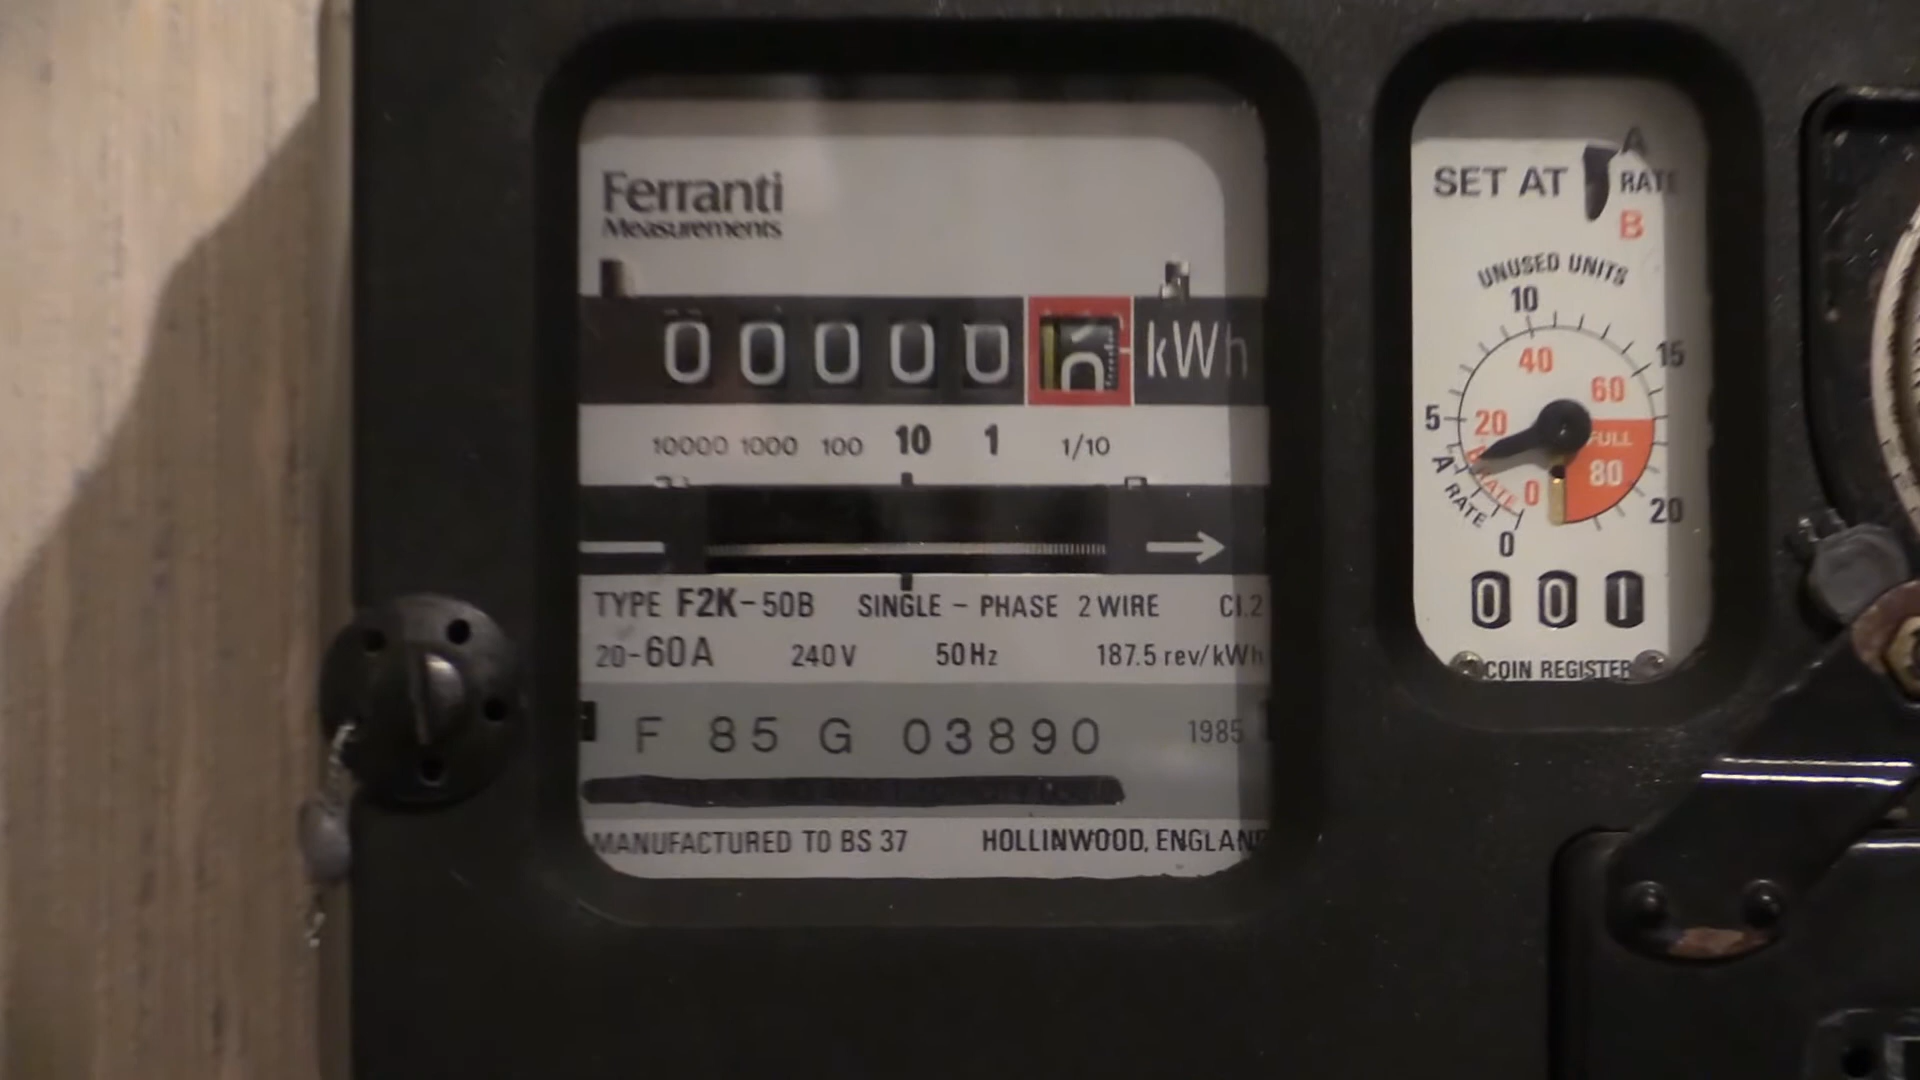 Ferranti
Measurements
0 0 0 0 0 kWh
10000 1000 100 10 1 1/10
TYPE F2K-50B SINGLE - PHASE 2 WIRE Cl.2
20-60A 240V 50Hz 187.5 rev/kWh
F 85 G 03890 1985
MANUFACTURED TO BS 37 HOLLINWOOD, ENGLAND
A
SET AT RATE
B
UNUSED UNITS
10
15
40
60
5
20
FULL
80
A RATE
RATE
0
20
0
0 0 1
COIN REGISTER